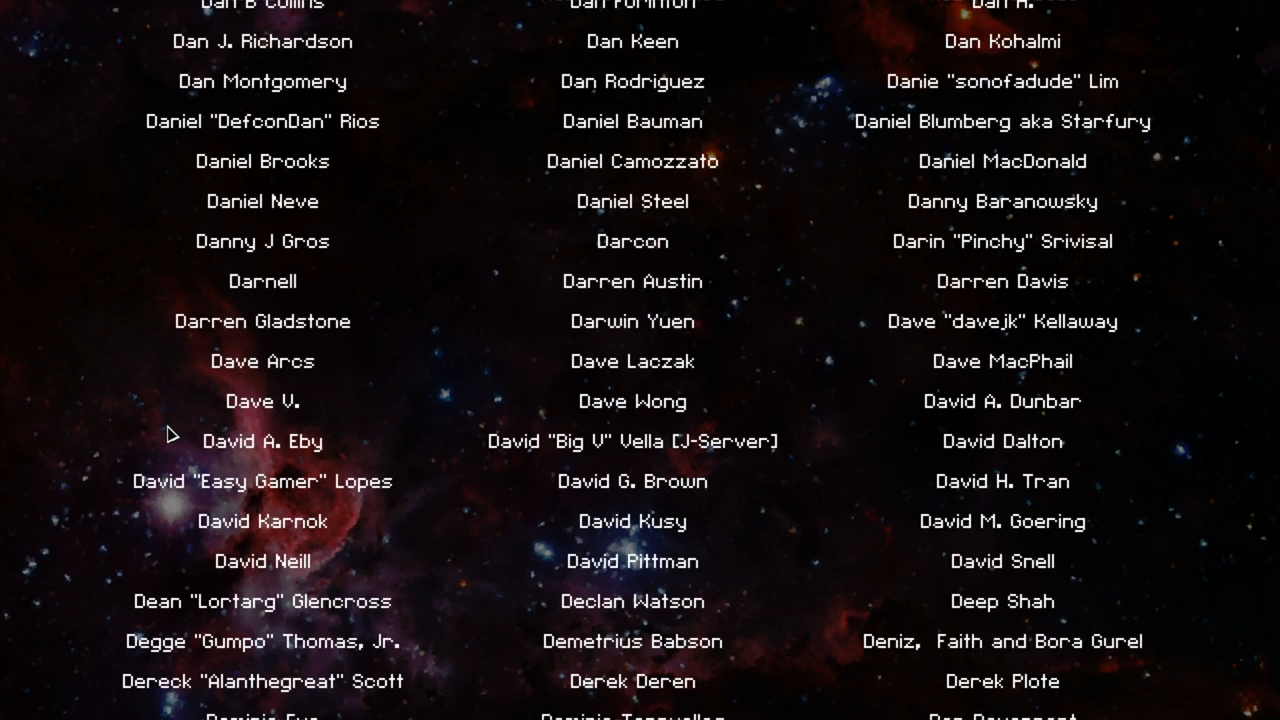 Dan B Collins Dan A.
Dan J. Richardson Dan Keen Dan Kohalmi
Dan Montgomery Dan Rodriguez Danie "sonofadude" Lim
Daniel "DefconDan" Rios Daniel Bauman Daniel Blumberg aka Starfury
Daniel Brooks Daniel Camozzato Daniel MacDonald
Daniel Neve Daniel Steel Danny Baranowsky
Danny J Gros Darcon Darin "Pinchy" Srivisal
Darnell Darren Austin Darren Davis
Darren Gladstone Darwin Yuen Dave "davejk" Kellaway
Dave Arcs Dave Laczak Dave MacPhail
Dave V. Dave Wong David A. Dunbar
David A. Eby David "Big V" Vella [J-Server] David Dalton
David "Easy Gamer" Lopes David G. Brown David H. Tran
David Karnok David Kusy David M. Goering
David Neill David Pittman David Snell
Dean "Lortarg" Glencross Declan Watson Deep Shah
Degge "Gumpo" Thomas, Jr. Demetrius Babson Deniz, Faith and Bora Gurel
Dereck "Alanthegreat" Scott Derek Deren Derek Plote